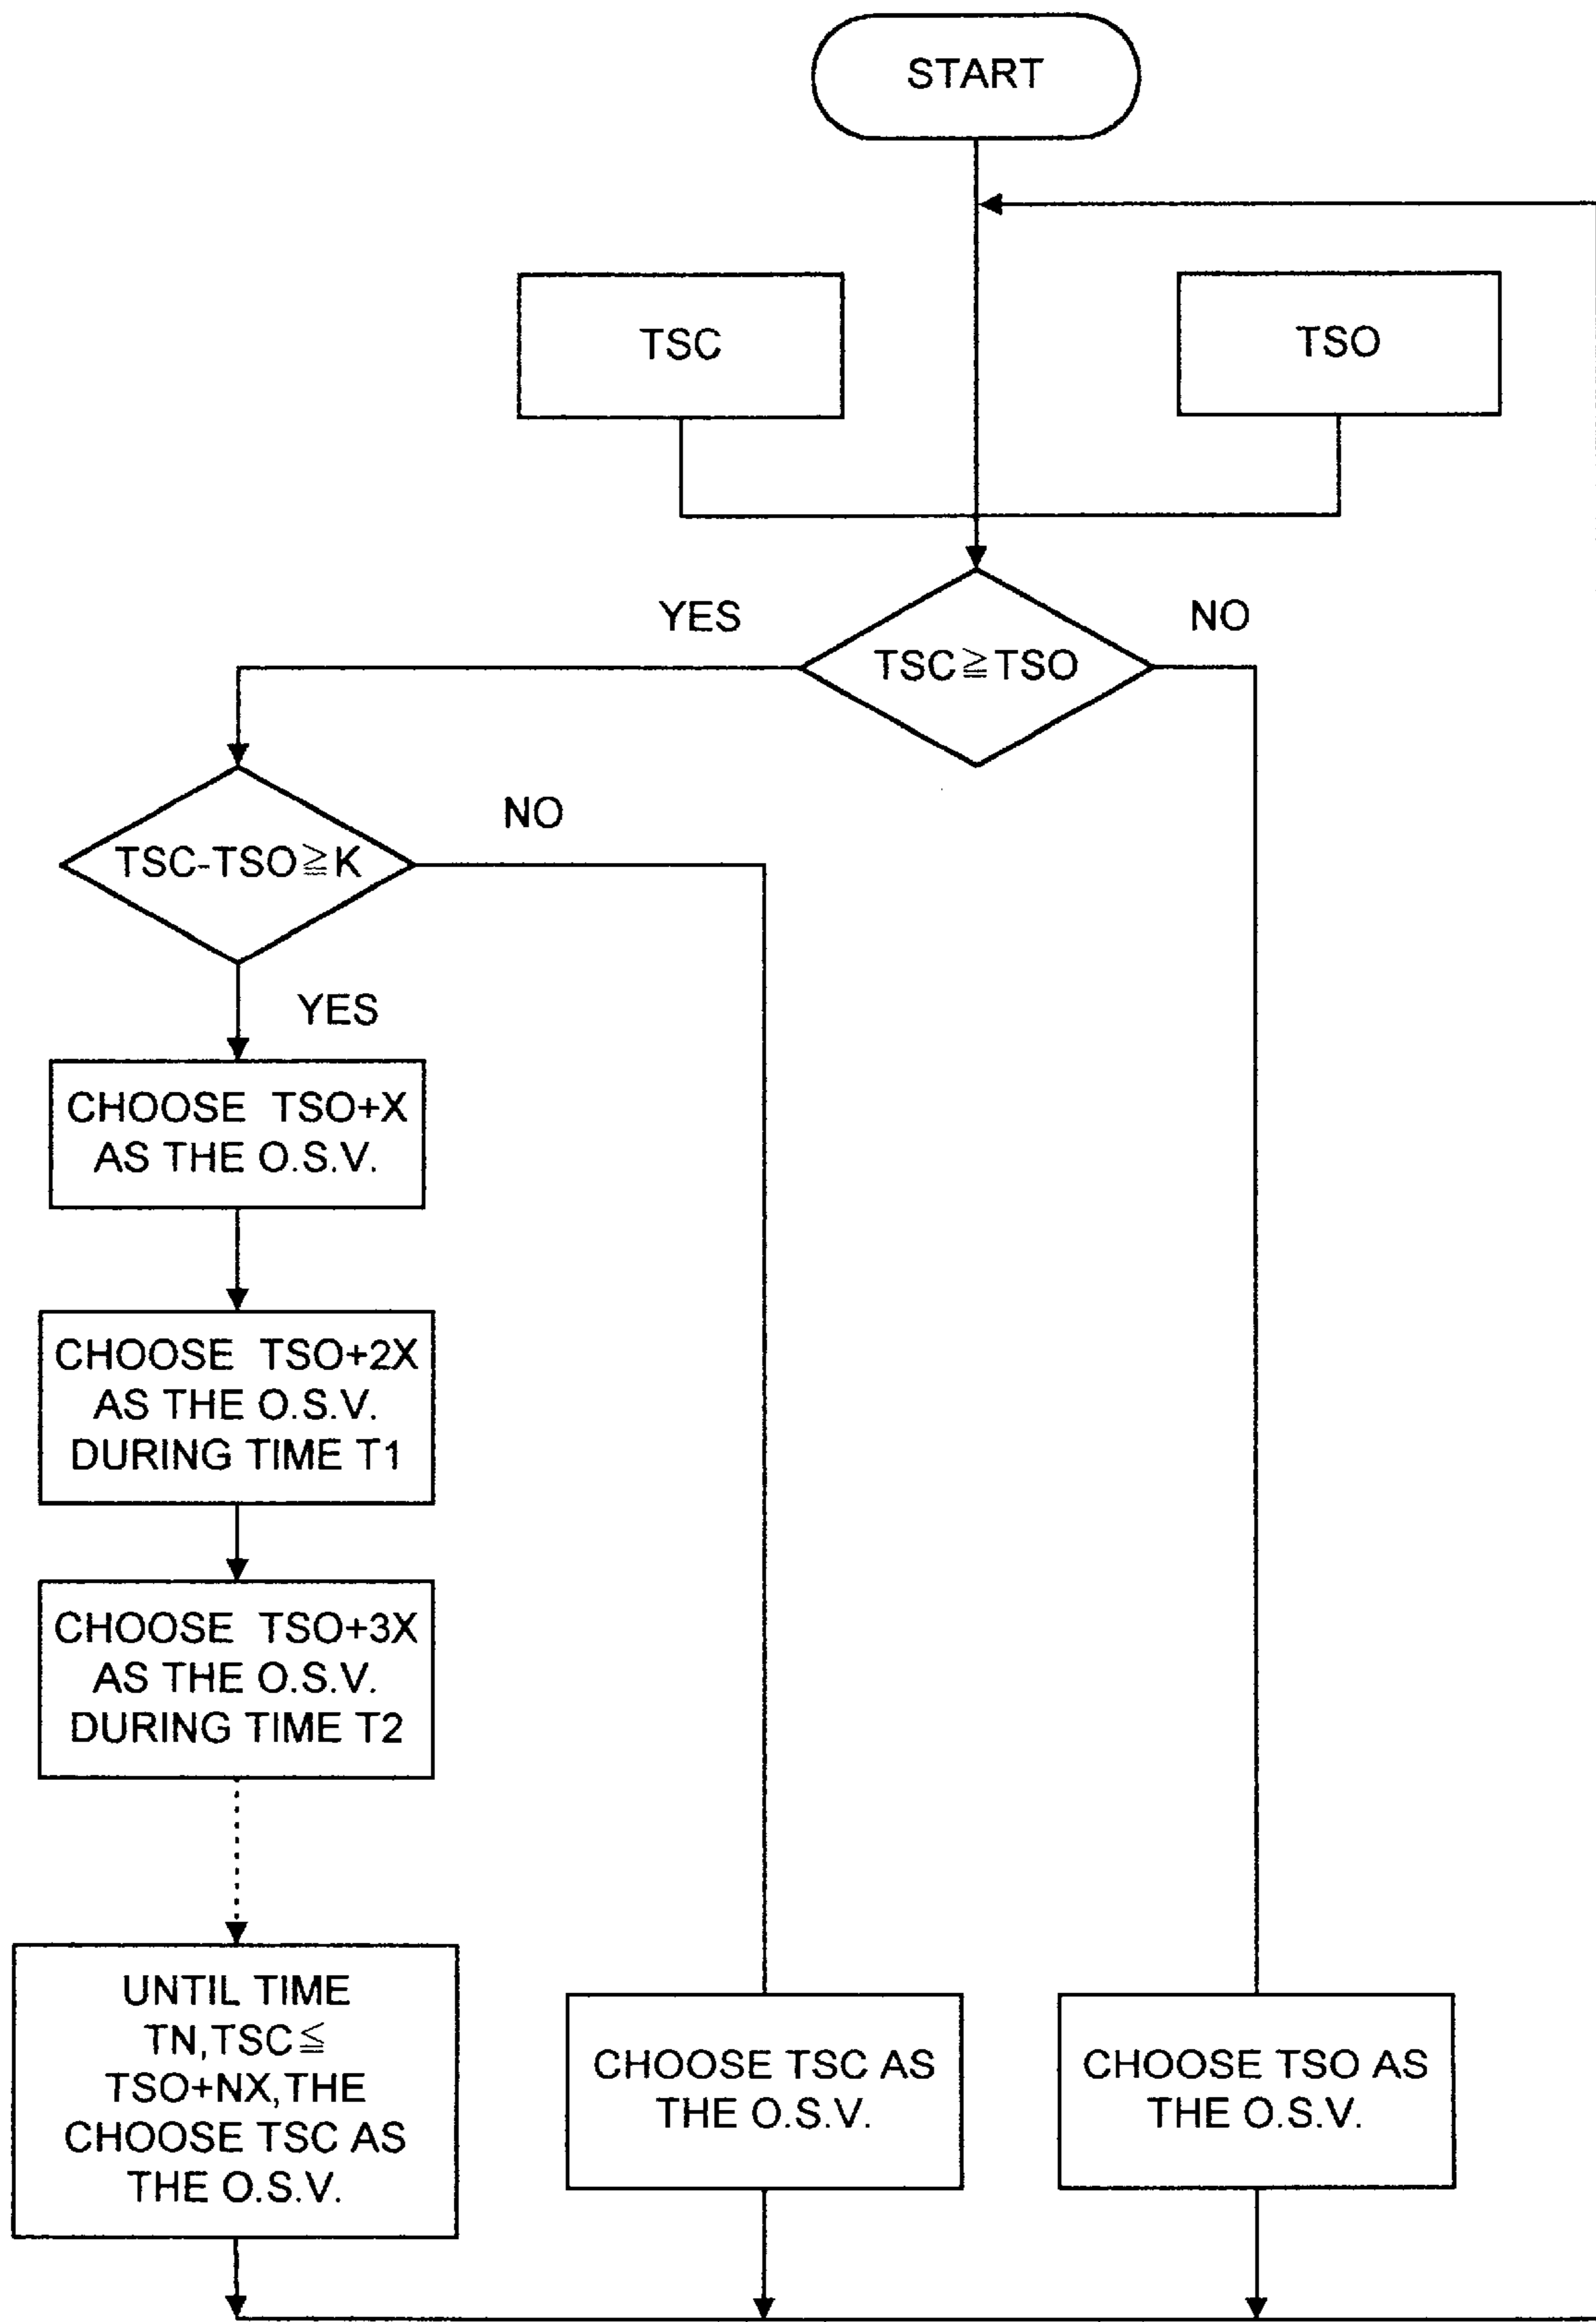 START
TSC
TSO
YES
NO
TSC≧TSO
NO
TSC-TSO≧K
YES
CHOOSE TSO+X
AS THE O.S.V.
CHOOSE TSO+2X
AS THE O.S.V.
DURING TIME T1
CHOOSE TSO+3X
AS THE O.S.V.
DURING TIME T2
UNTIL TIME
TN,TSC≦
TSO+NX,THE
CHOOSE TSC AS
THE O.S.V.
CHOOSE TSC AS
THE O.S.V.
CHOOSE TSO AS
THE O.S.V.